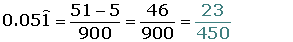 0.051̂ = (51 − 5)/900 = 46/900 = 23/450